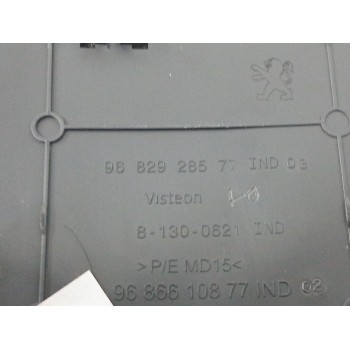 96 829 285 77 IND 03
Visteon
8-130-0621 IND
>P/E MD15<
96 866 108 77 IND 02